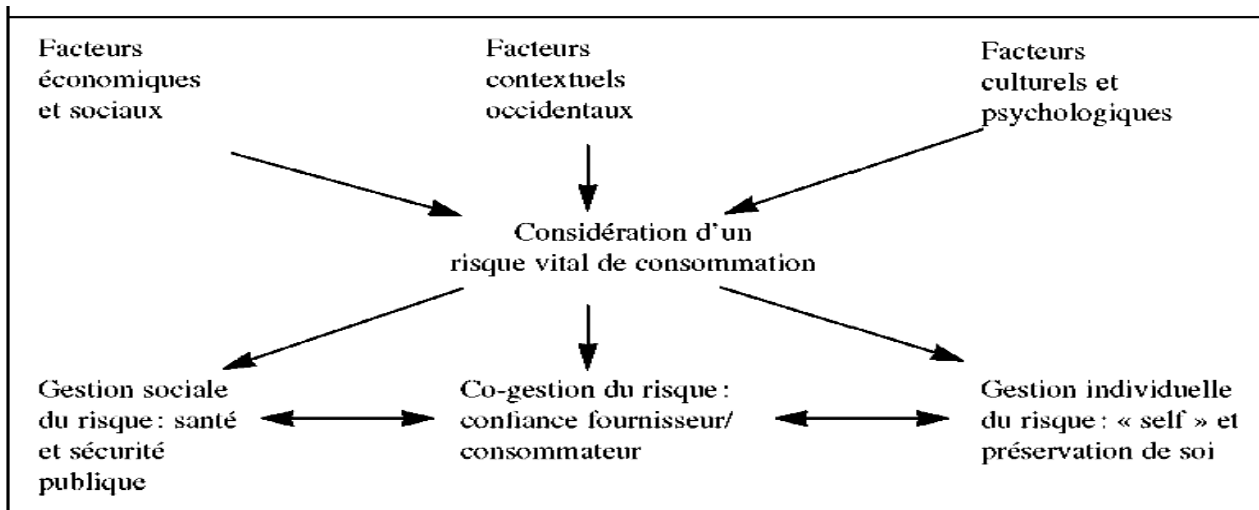 Facteurs
économiques
et sociaux
Facteurs
contextuels
occidentaux
Facteurs
culturels et
psychologiques
Considération d'un
risque vital de consommation
Gestion sociale
du risque : santé
et sécurité
publique
Co-gestion du risque :
confiance fournisseur/
consommateur
Gestion individuelle
du risque : « self » et
préservation de soi